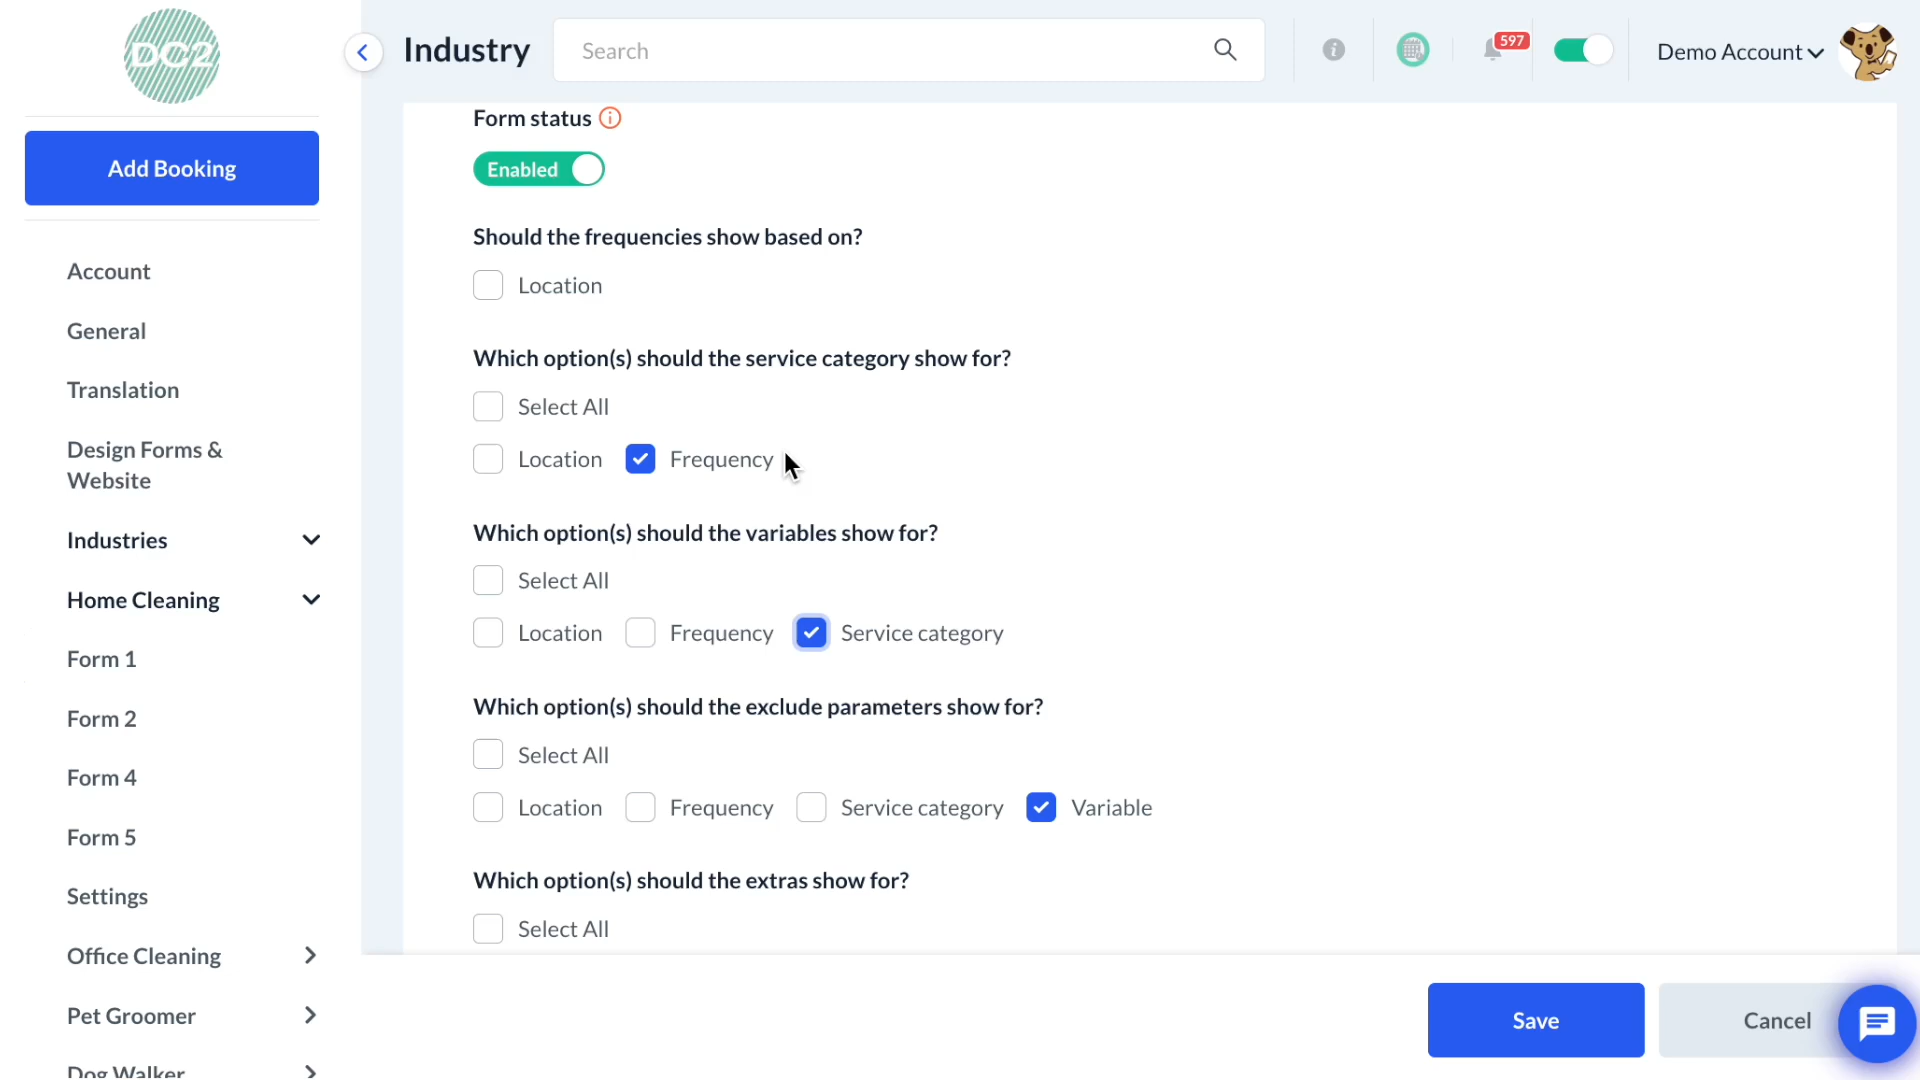 DC2
Industry
Search
597
Demo Account
Add Booking
Account
General
Translation
Design Forms &
Website
Industries
Home Cleaning
Form 1
Form 2
Form 4
Form 5
Settings
Office Cleaning
Pet Groomer
Dog Walker
Form status
Enabled
Should the frequencies show based on?
Location
Which option(s) should the service category show for?
Select All
Location Frequency
Which option(s) should the variables show for?
Select All
Location Frequency Service category
Which option(s) should the exclude parameters show for?
Select All
Location Frequency Service category Variable
Which option(s) should the extras show for?
Select All
Save Cancel